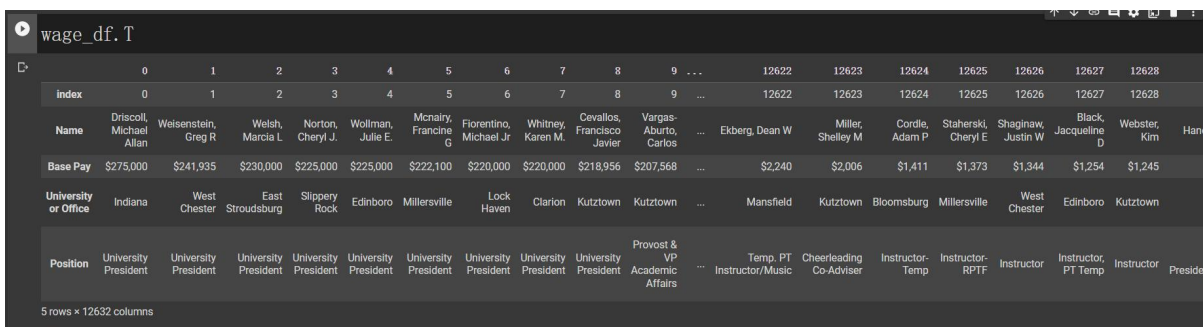 wage_df.T
0 1 2 3 4 5 6 7 8 9 ... 12622 12623 12624 12625 12626 12627 12628
index 0 1 2 3 4 5 6 7 8 9 ... 12622 12623 12624 12625 12626 12627 12628
Name Driscoll, Michael Allan Weisenstein, Greg R Welsh, Marcia L Norton, Cheryl J. Wollman, Julie E. Mcnairy, Francine G Fiorentino, Michael Jr Whitney, Karen M. Cevallos, Francisco Javier Vargas-Aburto, Carlos ... Ekberg, Dean W Miller, Shelley M Cordle, Adam P Staherski, Cheryl E Shaginaw, Justin W Black, Jacqueline D Webster, Kim
Base Pay $275,000 $241,935 $230,000 $225,000 $225,000 $222,100 $220,000 $220,000 $218,956 $207,568 ... $2,240 $2,006 $1,411 $1,373 $1,344 $1,254 $1,245
University or Office Indiana West Chester East Stroudsburg Slippery Rock Edinboro Millersville Lock Haven Clarion Kutztown Kutztown ... Mansfield Kutztown Bloomsburg Millersville West Chester Edinboro Kutztown
Position University President University President University President University President University President University President University President University President University President Provost & VP Academic Affairs ... Temp. PT Instructor/Music Cheerleading Co-Adviser Instructor-Temp Instructor-RPTF Instructor Instructor, PT Temp Instructor
5 rows × 12632 columns